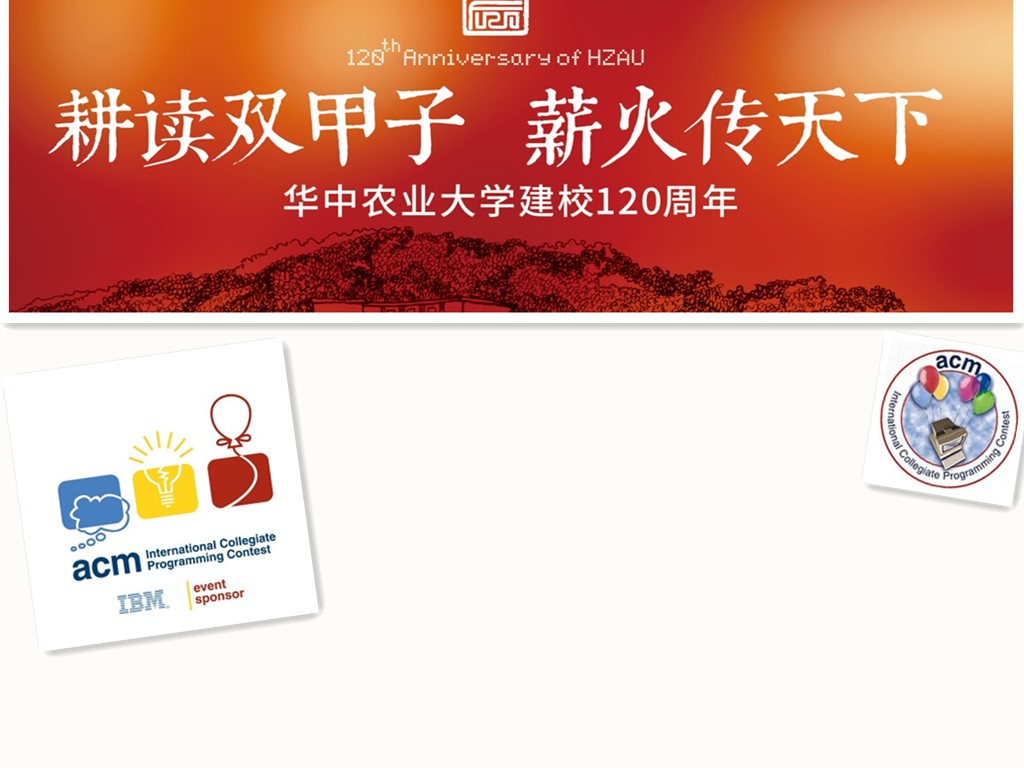 120th Anniversary of HZAU
耕读双甲子 薪火传天下
华中农业大学建校120周年
acm International Collegiate
Programming Contest
IBM. event
sponsor
acm
International Collegiate Programming Contest